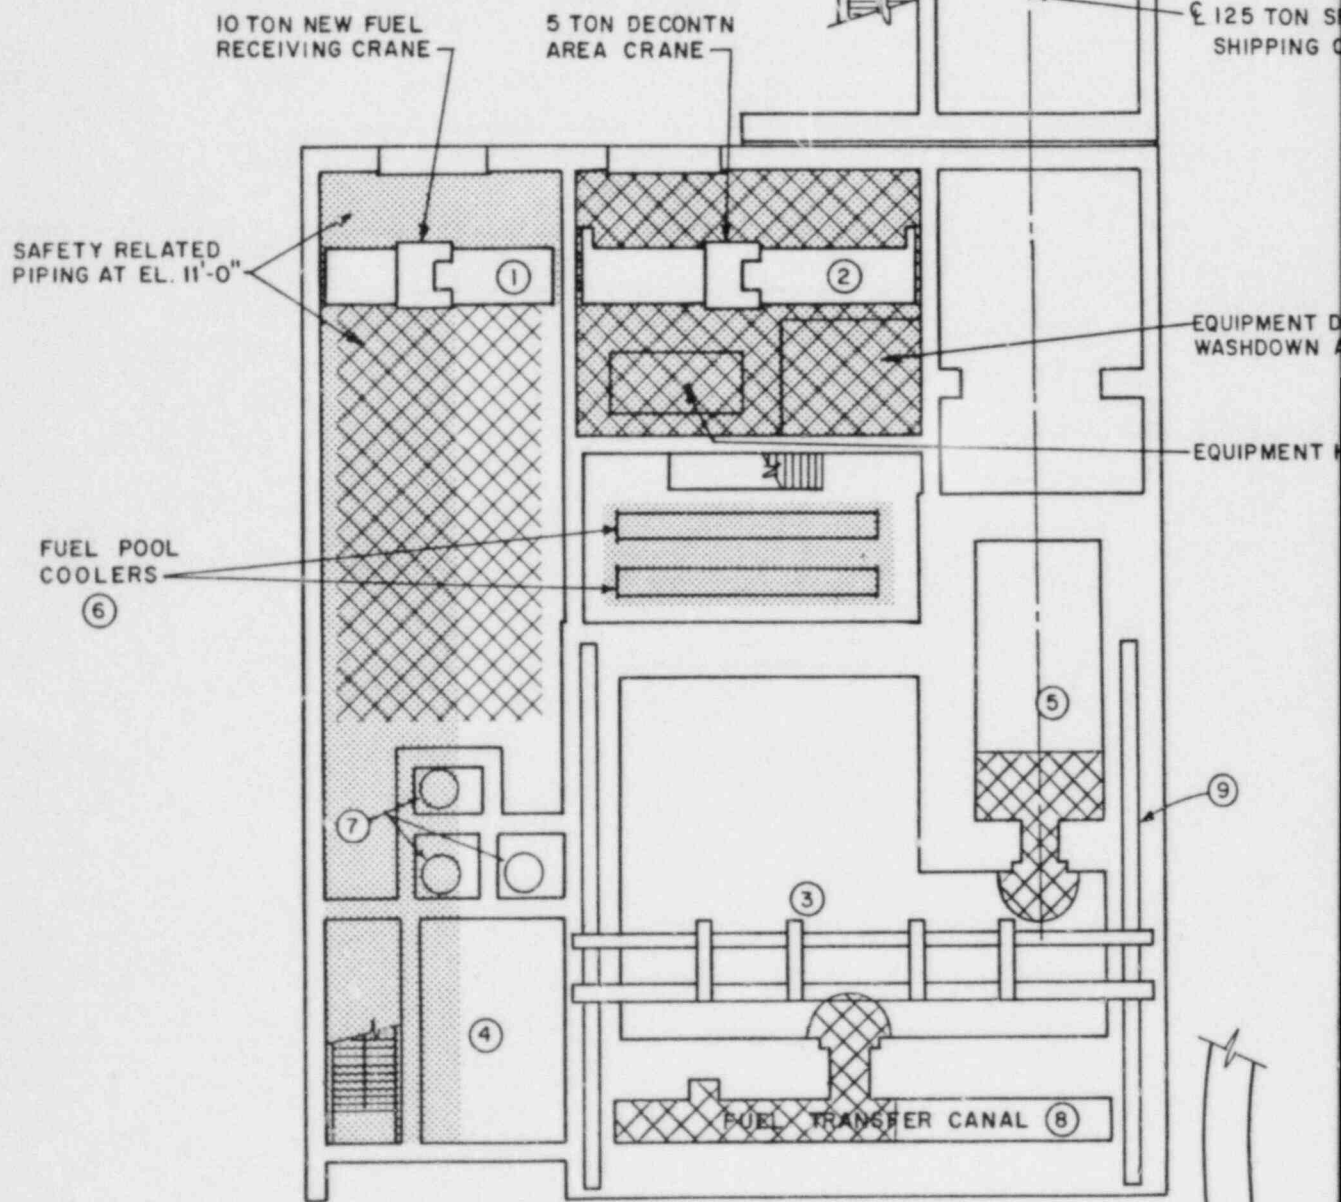 10 TON NEW FUEL
RECEIVING CRANE
5 TON DECONTN
AREA CRANE
℄ 125 TON
SHIPPING
SAFETY RELATED
PIPING AT EL. 11'-0"
1
2
EQUIPMENT
WASHDOWN
EQUIPMENT
FUEL POOL
COOLERS
6
5
9
7
3
4
FUEL TRANSFER CANAL 8